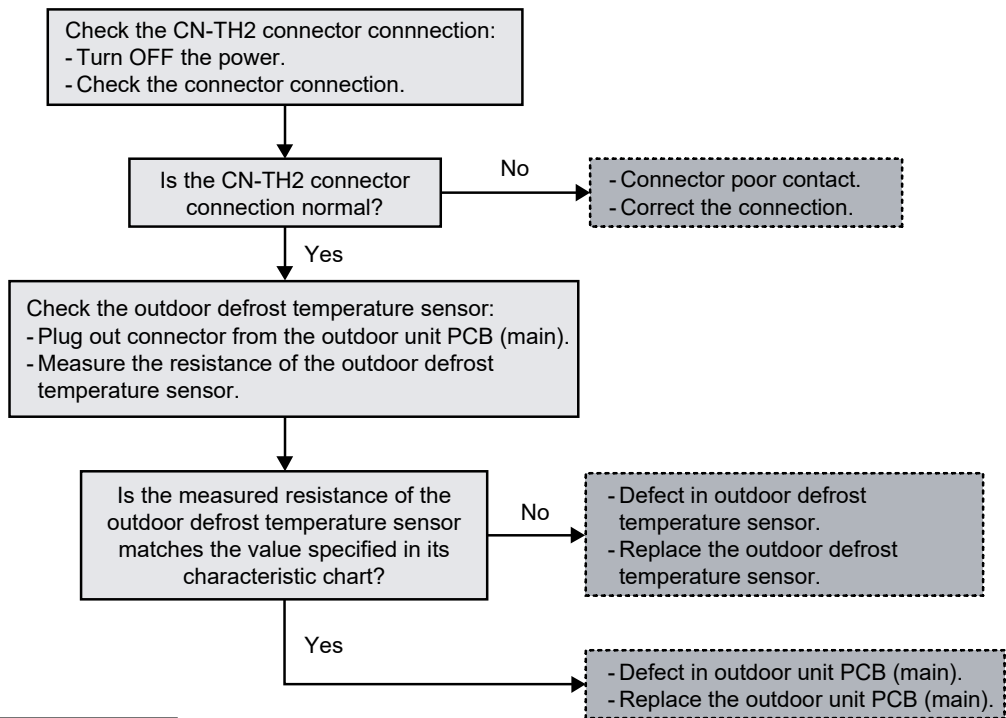 Check the CN-TH2 connector connnection:
- Turn OFF the power.
- Check the connector connection.
Is the CN-TH2 connector
connection normal?
No
- Connector poor contact.
- Correct the connection.
Yes
Check the outdoor defrost temperature sensor:
- Plug out connector from the outdoor unit PCB (main).
- Measure the resistance of the outdoor defrost
temperature sensor.
Is the measured resistance of the
outdoor defrost temperature sensor
matches the value specified in its
characteristic chart?
No
- Defect in outdoor defrost
temperature sensor.
- Replace the outdoor defrost
temperature sensor.
Yes
- Defect in outdoor unit PCB (main).
- Replace the outdoor unit PCB (main).